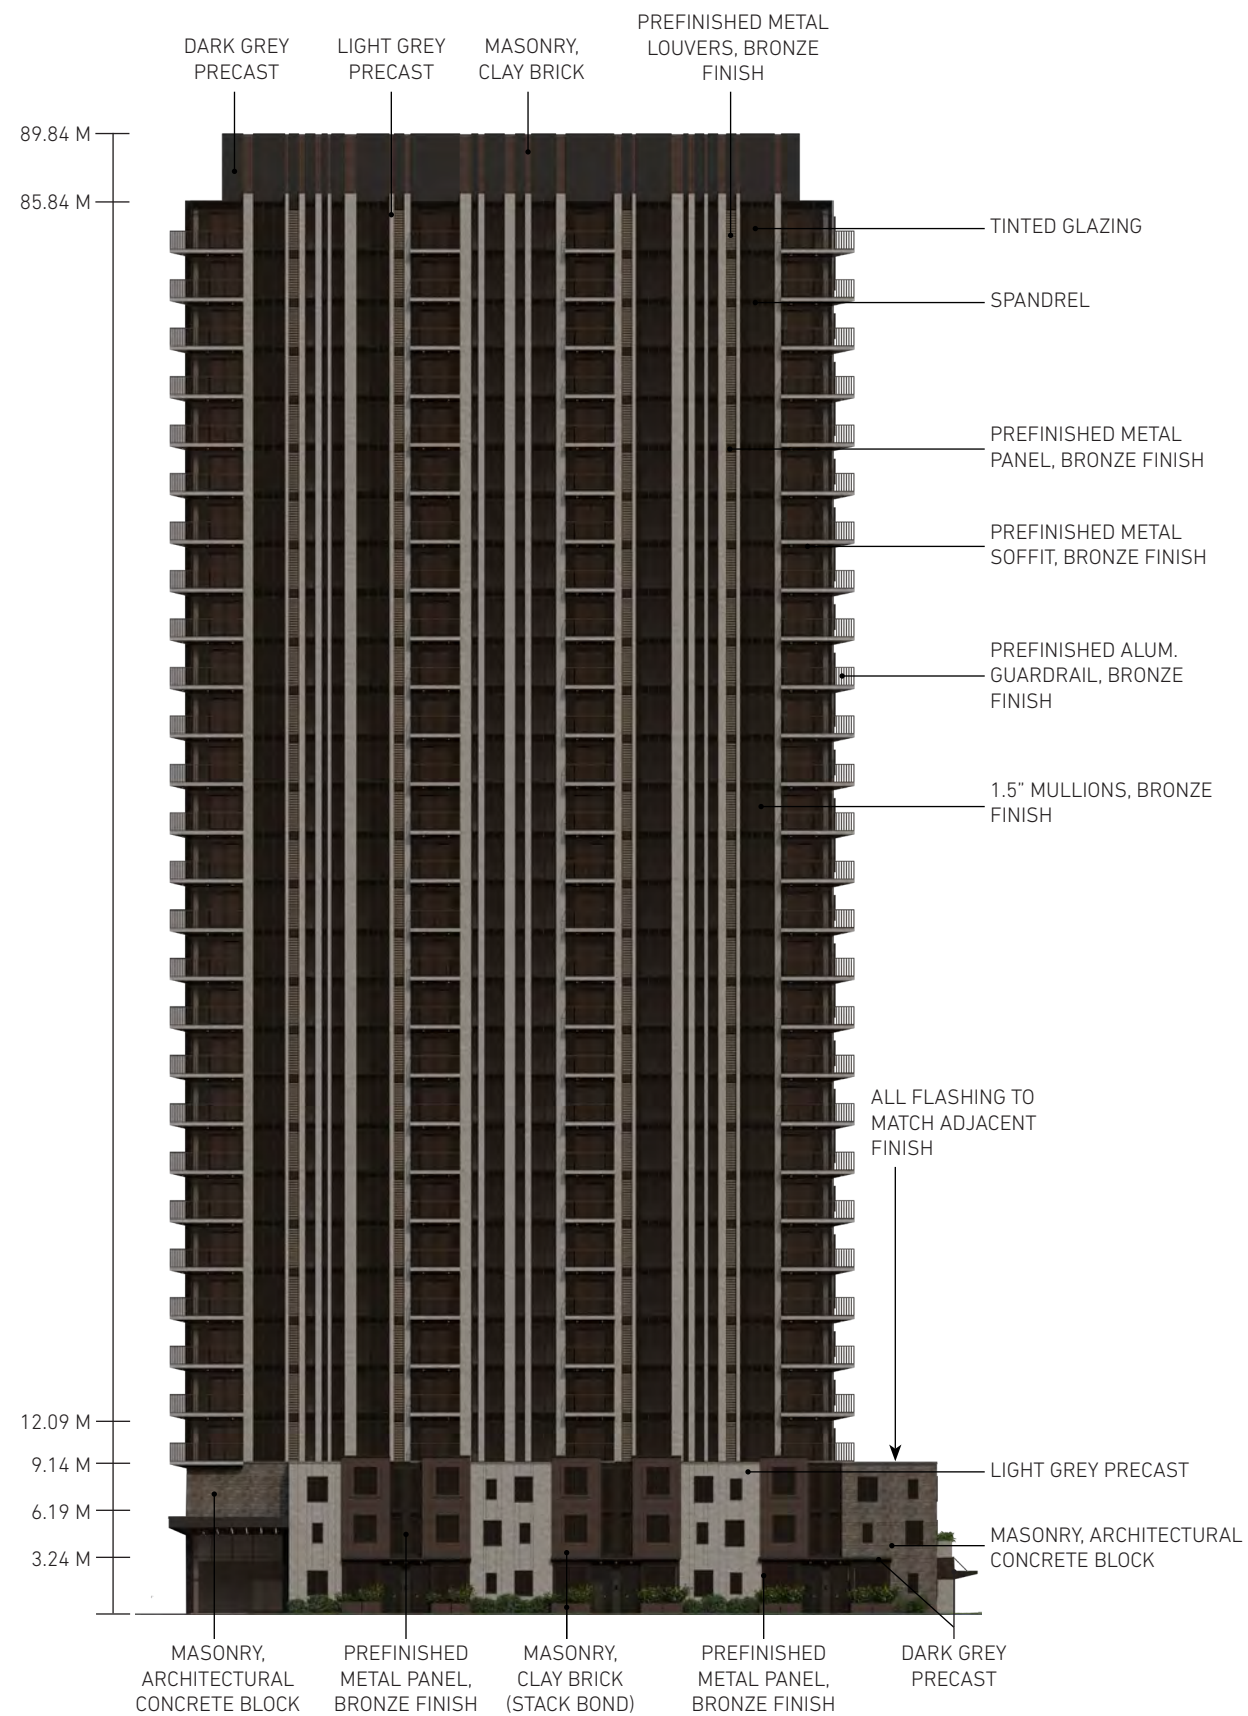 PREFINISHED METAL
LOUVERS, BRONZE
FINISH
DARK GREY
PRECAST
LIGHT GREY
PRECAST
MASONRY,
CLAY BRICK
89.84 M
85.84 M
TINTED GLAZING
SPANDREL
PREFINISHED METAL
PANEL, BRONZE FINISH
PREFINISHED METAL
SOFFIT, BRONZE FINISH
PREFINISHED ALUM.
GUARDRAIL, BRONZE
FINISH
1.5” MULLIONS, BRONZE
FINISH
ALL FLASHING TO
MATCH ADJACENT
FINISH
12.09 M
9.14 M
6.19 M
3.24 M
LIGHT GREY PRECAST
MASONRY, ARCHITECTURAL
CONCRETE BLOCK
MASONRY,
ARCHITECTURAL
CONCRETE BLOCK
PREFINISHED
METAL PANEL,
BRONZE FINISH
MASONRY,
CLAY BRICK
(STACK BOND)
PREFINISHED
METAL PANEL,
BRONZE FINISH
DARK GREY
PRECAST